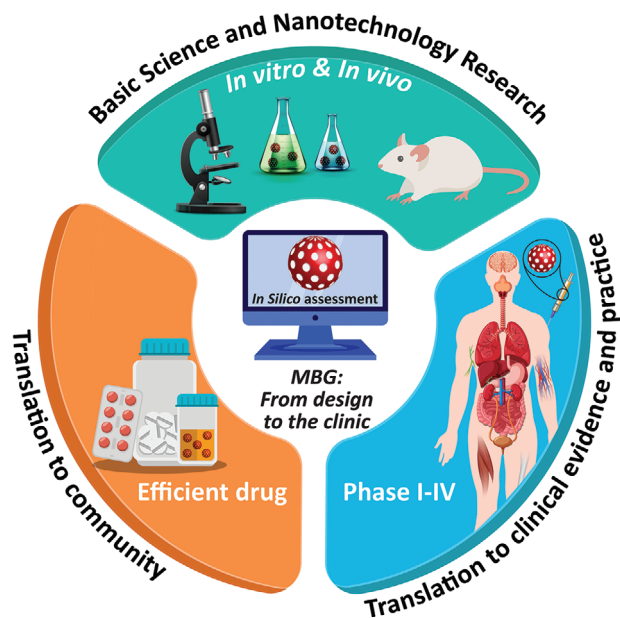 Basic Science and Nanotechnology Research
In vitro & In vivo
In Silico assessment
MBG:
From design
to the clinic
Efficient drug
Phase I-IV
Translation to community
Translation to clinical evidence and practice